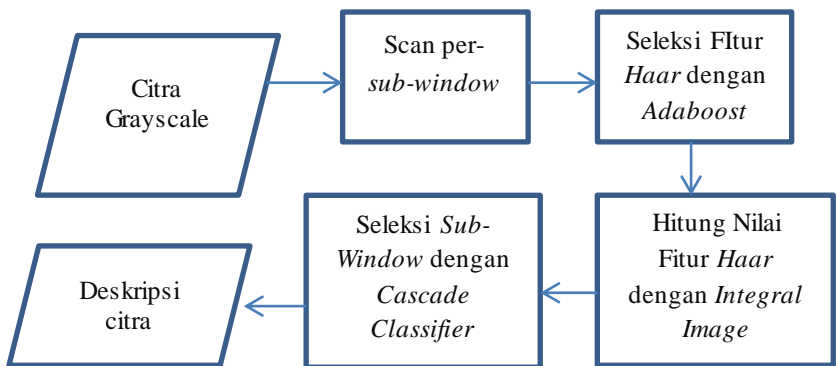 Citra
Grayscale
Scan per-
sub-window
Seleksi FItur
Haar dengan
Adaboost
Hitung Nilai
Fitur Haar
dengan Integral
Image
Seleksi Sub-
Window dengan
Cascade
Classifier
Deskripsi
citra